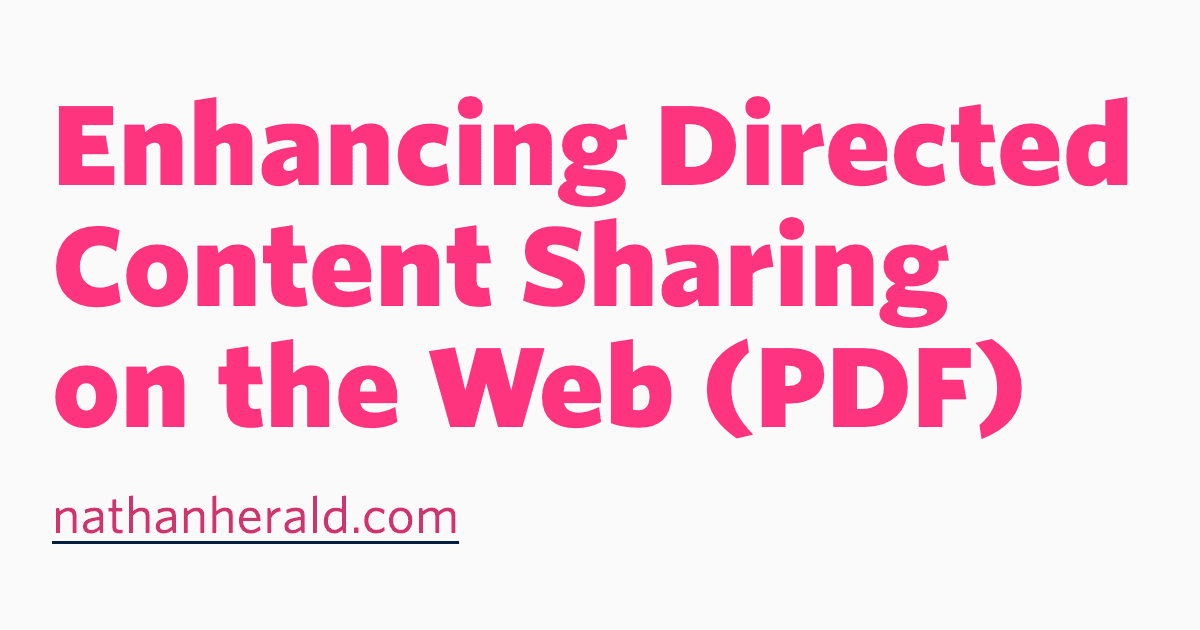 Enhancing Directed
Content Sharing
on the Web (PDF)
nathanherald.com